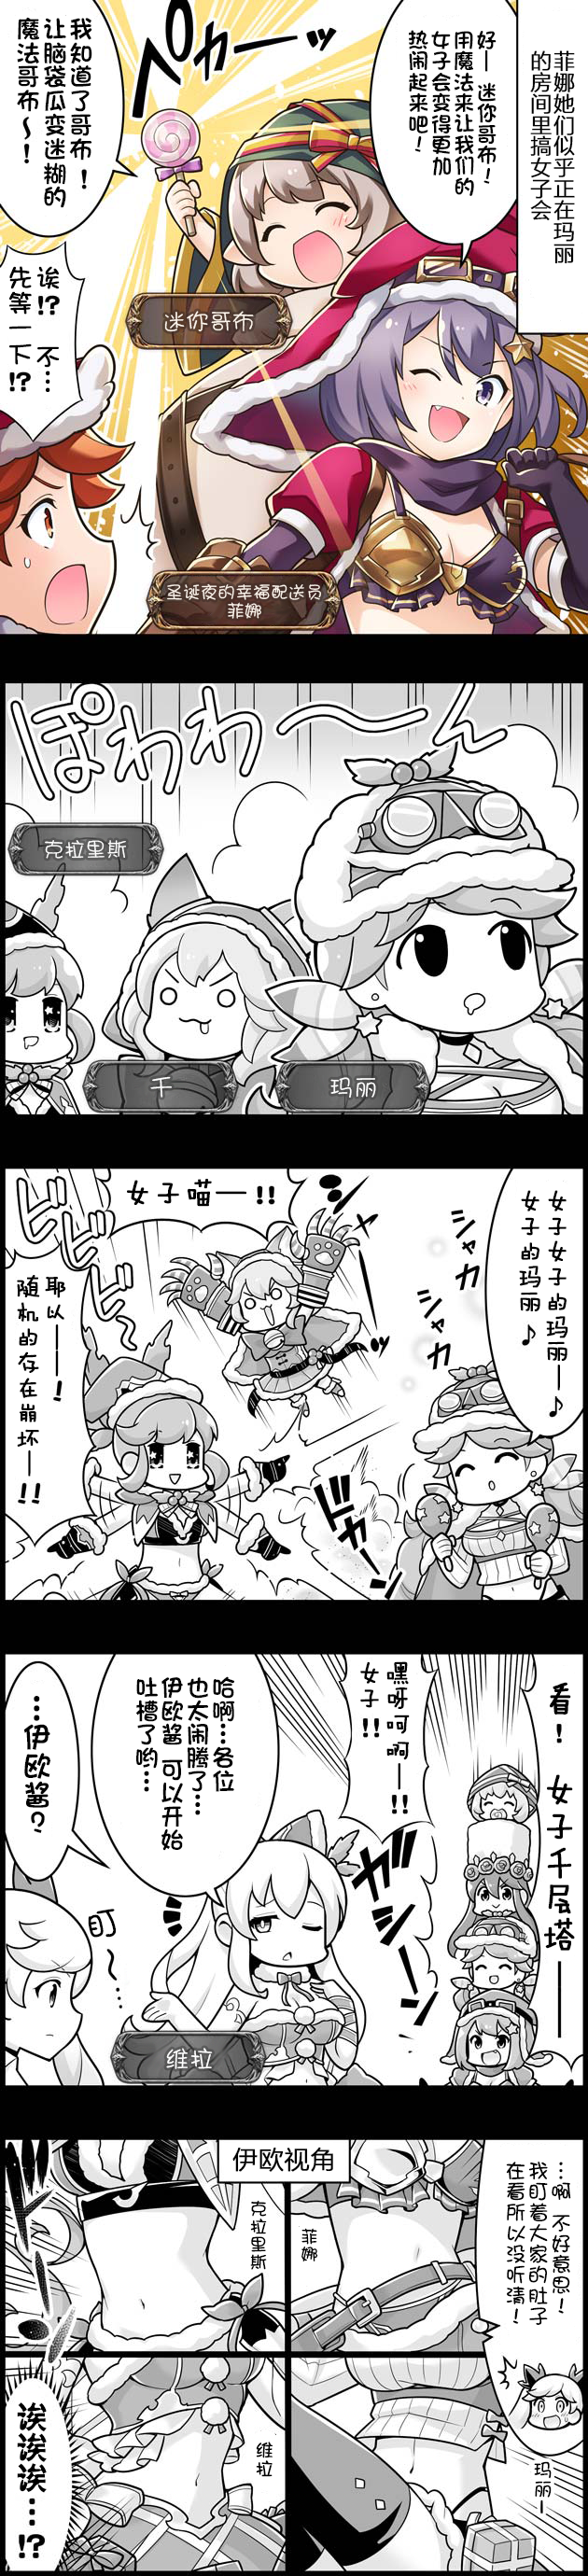 菲娜她们似乎正在玛丽
的房间里搞女子会
好—迷你哥布！
用魔法来让我们的
女子会变得更加
热闹起来吧！
ペカーーッ
我知道了哥布！
让脑袋瓜变迷糊的
魔法哥布～！
诶!? 不…
先等一下!?
迷你哥布
圣诞夜的幸福配送员
菲娜
ぽわわ～ん
克拉里斯
千
玛丽
女子女子的玛丽—♪
女子的玛丽♪
シャカ
シャカ
女子喵—!!
ビビビ～
耶以——！
随机的存在崩坏—!!
ドカーン
看！女子千层塔——
嘿呀呵啊—!!
女子!!
ガガーッ
哈啊…各位
也太闹腾了…
伊欧酱 可以开始
吐槽了哟…
…伊欧酱？
盯……
维拉
…啊 不好意思！
我盯着大家的肚子
在看所以没听清！
伊欧视角
菲娜
克拉里斯
玛丽—
维拉
诶诶诶…!?